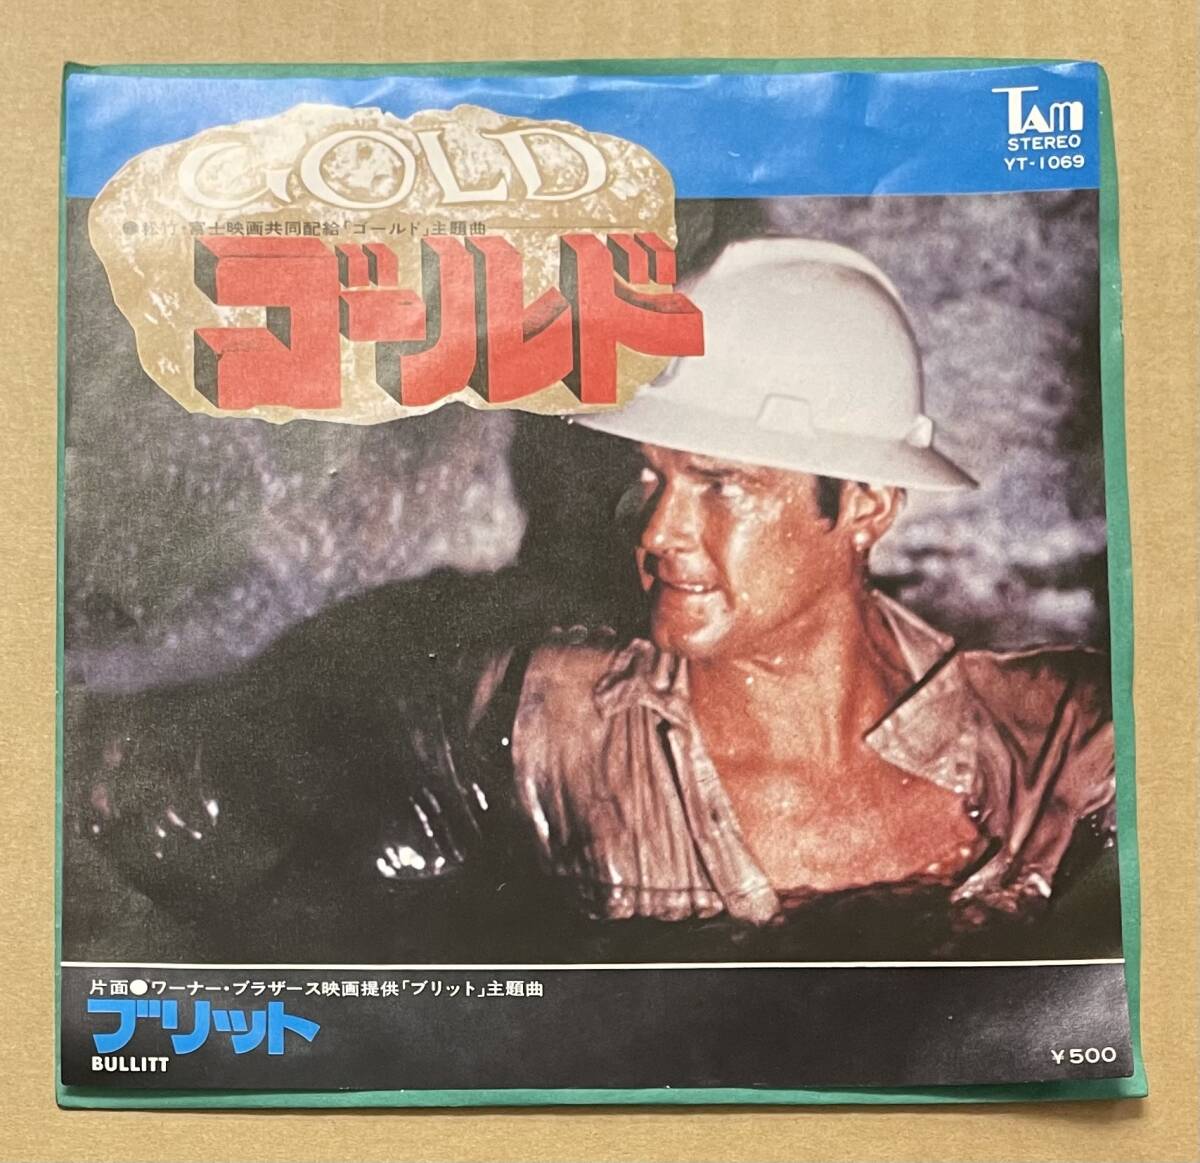 GOLD
TAM
STEREO
YT-1069
●松竹・富士映画共同配給「ゴールド」主題曲
ゴールド
片面●ワーナー・ブラザース映画提供「ブリット」主題曲
ブリット
BULLITT
¥500